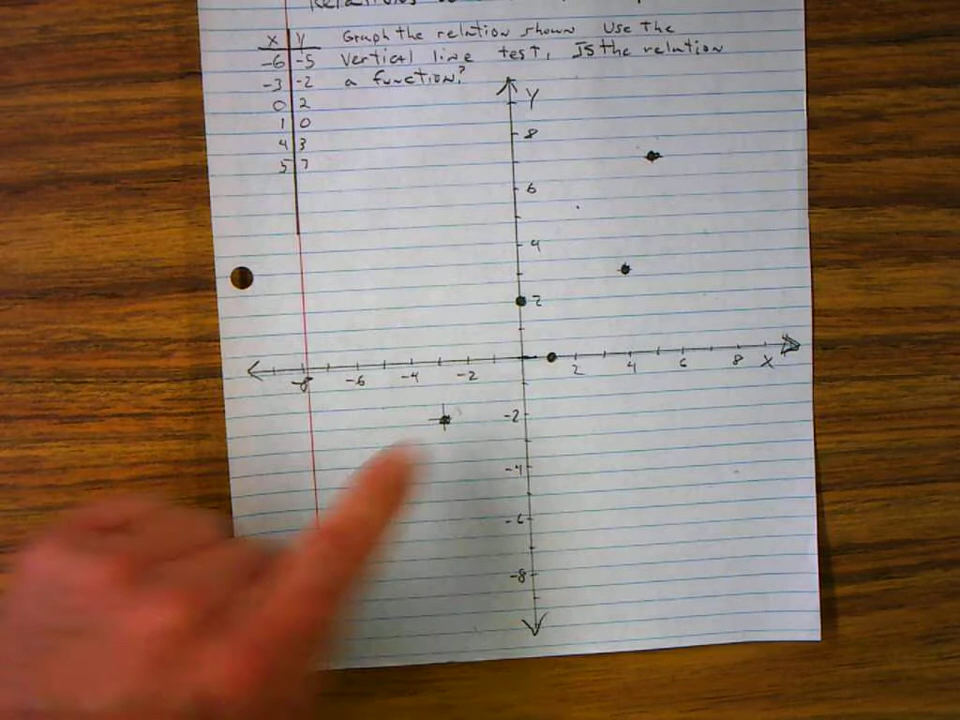 Relations
x y Graph the relation shown Use the
-6 -5 vertical line test, Is the relation
-3 -2 a function?
0 2
1 0
4 3
5 7
Y
8
6
4
2
-8 -6 -4 -2 2 4 6 8 X
-2
-4
-6
-8